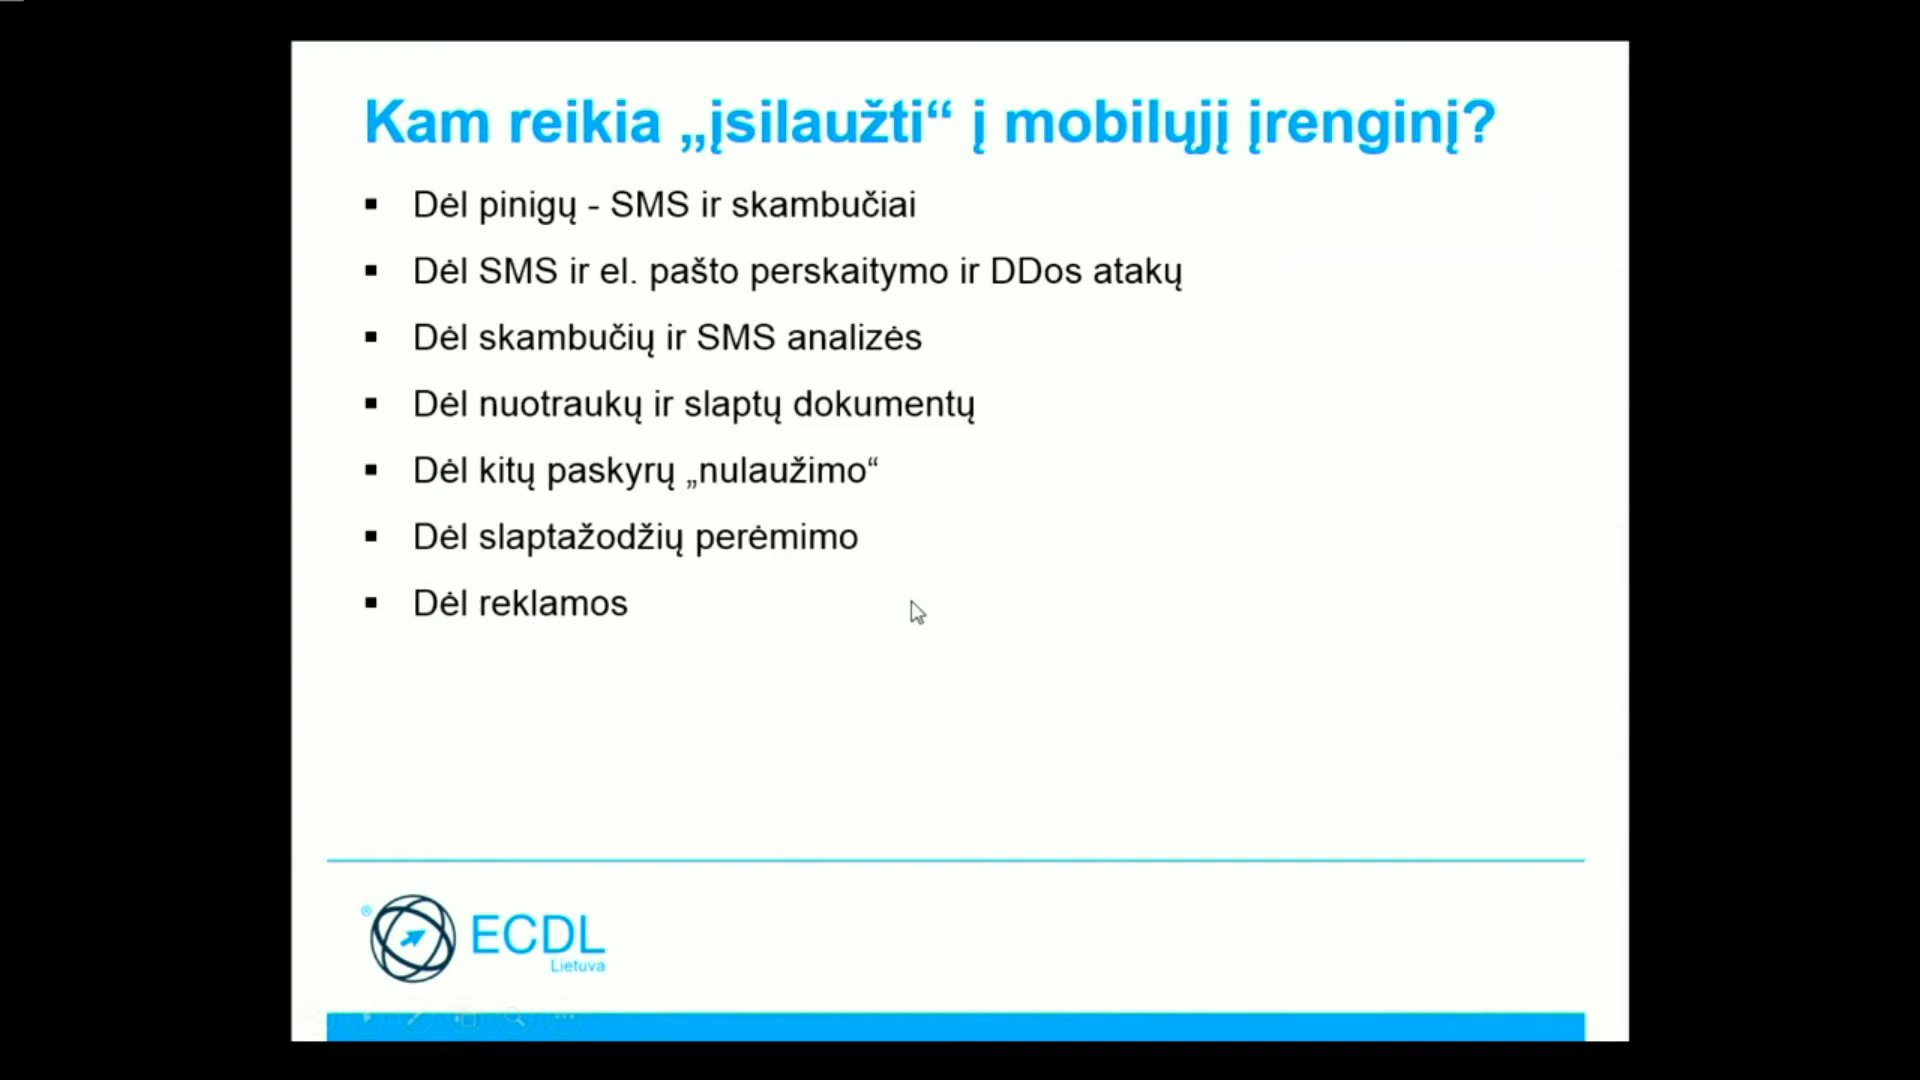 Kam reikia „įsilaužti“ į mobilųjį įrenginį?
▪ Dėl pinigų - SMS ir skambučiai
▪ Dėl SMS ir el. pašto perskaitymo ir DDos atakų
▪ Dėl skambučių ir SMS analizės
▪ Dėl nuotraukų ir slaptų dokumentų
▪ Dėl kitų paskyrų „nulaužimo“
▪ Dėl slaptažodžių perėmimo
▪ Dėl reklamos
® ECDL
Lietuva